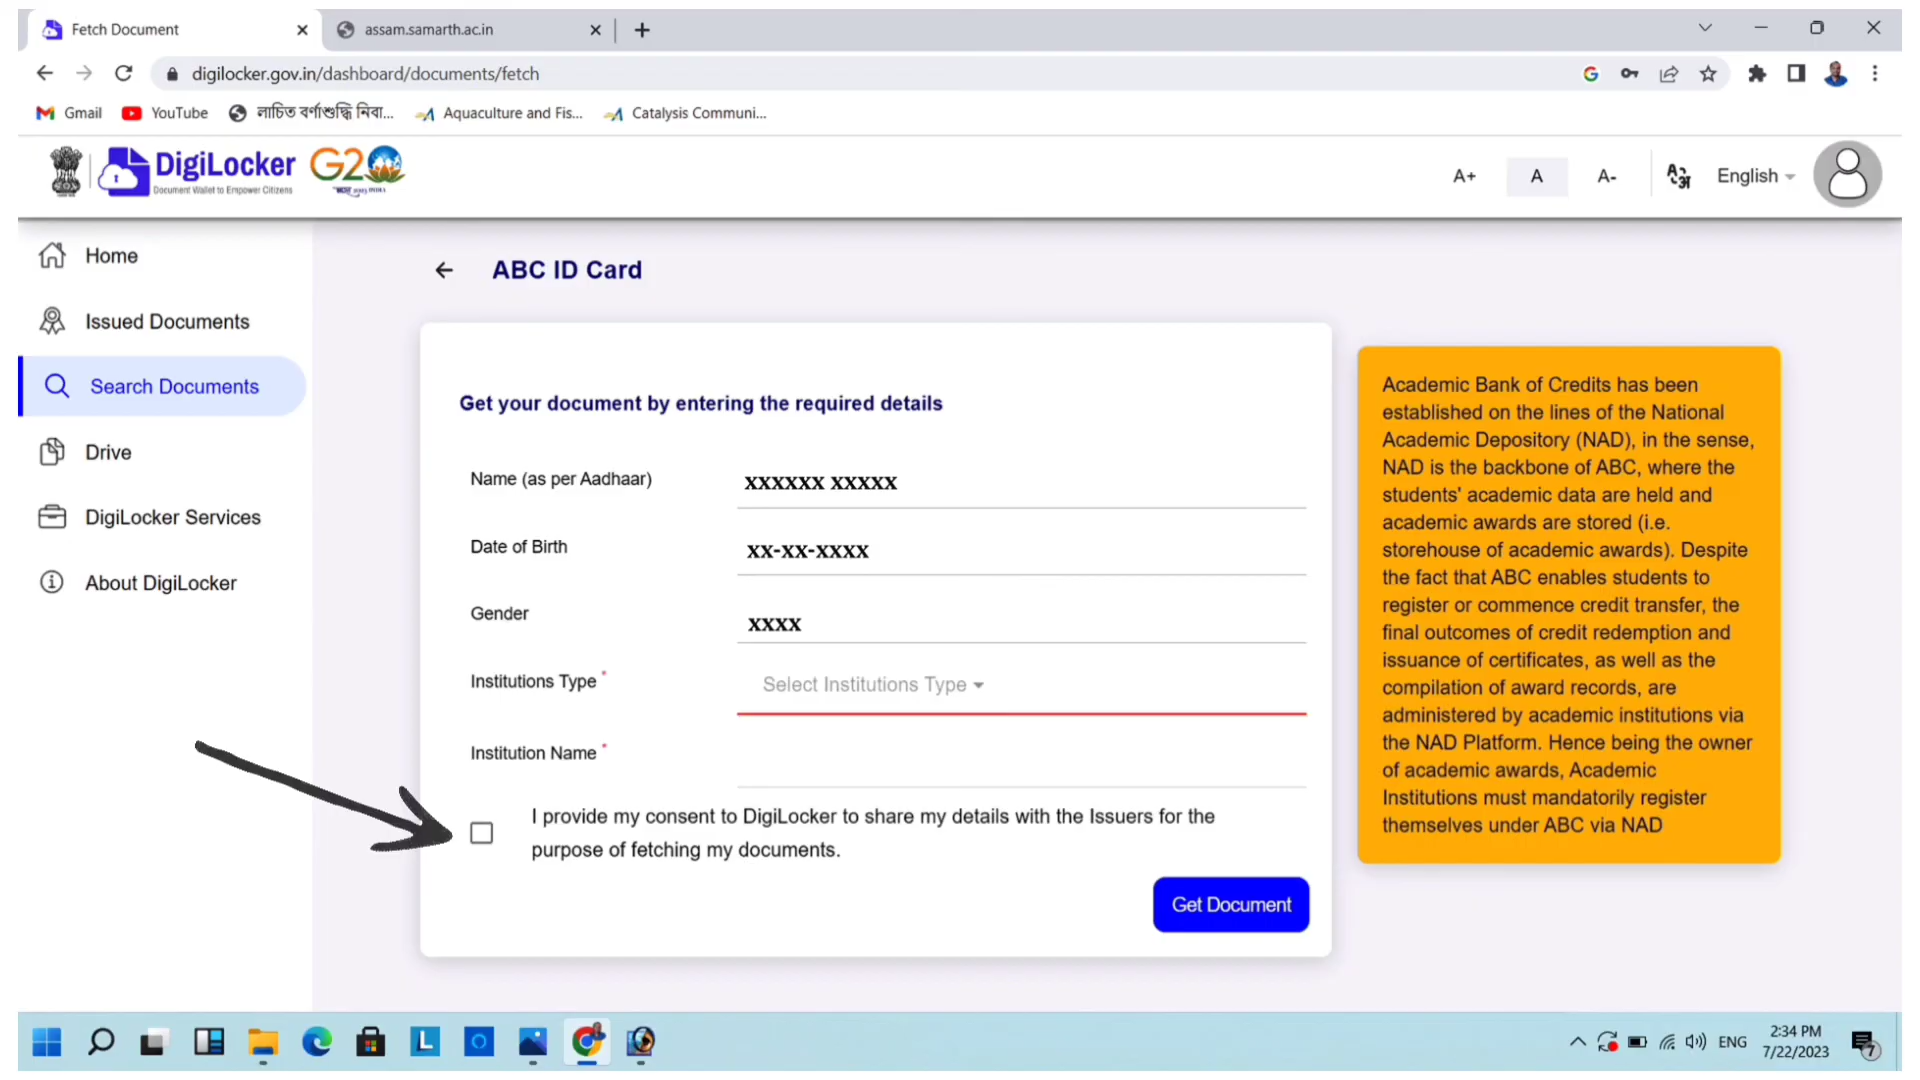 Fetch Document
assam.samarth.ac.in
digilocker.gov.in/dashboard/documents/fetch
Gmail
YouTube
লাচিত বৰ্ণাশুদ্ধি নিবা...
Aquaculture and Fis...
Catalysis Communi...
DigiLocker
Document Wallet to Empower Citizens
G20
A+
A
A-
English
Home
Issued Documents
Search Documents
Drive
DigiLocker Services
About DigiLocker
ABC ID Card
Get your document by entering the required details
Name (as per Aadhaar)
xxxxxx xxxxx
Date of Birth
xx-xx-xxxx
Gender
xxxx
Institutions Type *
Select Institutions Type
Institution Name *
I provide my consent to DigiLocker to share my details with the Issuers for the
purpose of fetching my documents.
Get Document
Academic Bank of Credits has been
established on the lines of the National
Academic Depository (NAD), in the sense,
NAD is the backbone of ABC, where the
students' academic data are held and
academic awards are stored (i.e.
storehouse of academic awards). Despite
the fact that ABC enables students to
register or commence credit transfer, the
final outcomes of credit redemption and
issuance of certificates, as well as the
compilation of award records, are
administered by academic institutions via
the NAD Platform. Hence being the owner
of academic awards, Academic
Institutions must mandatorily register
themselves under ABC via NAD
ENG
2:34 PM
7/22/2023
7